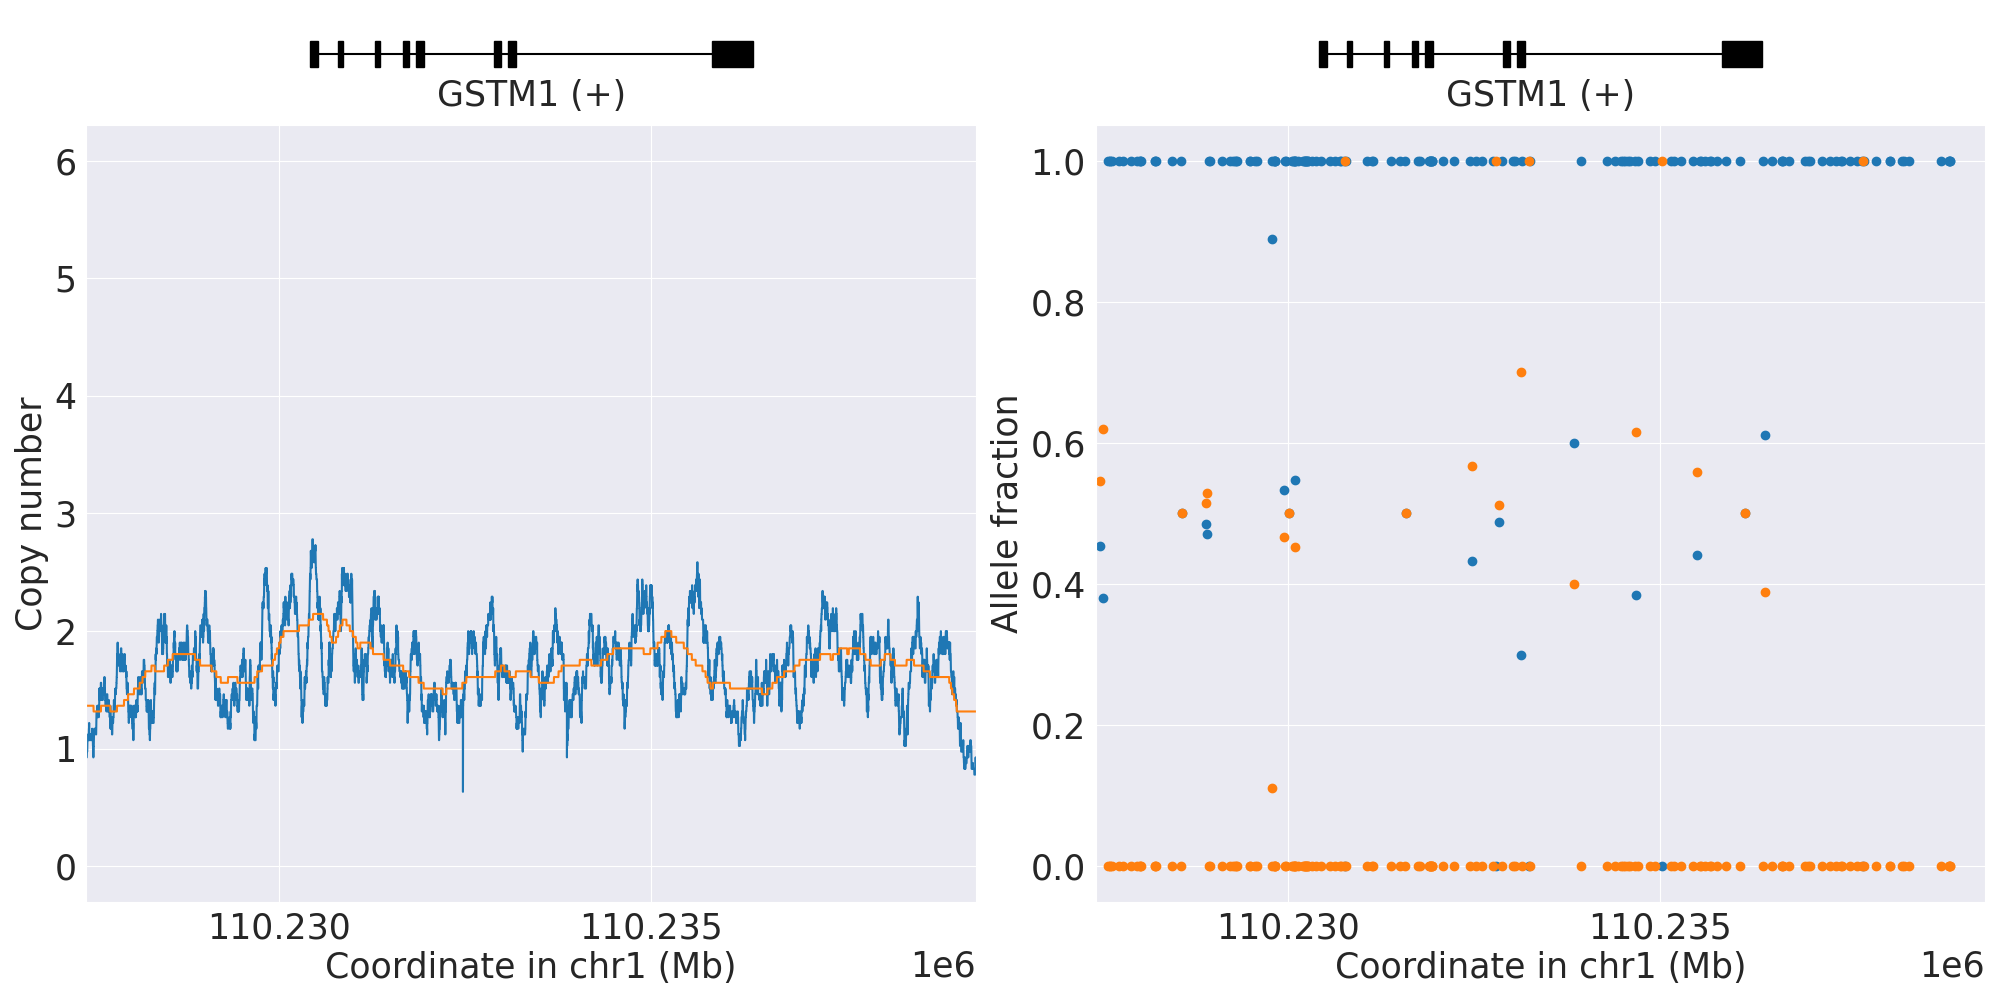 GSTM1 (+)
Copy number
6
5
4
3
2
1
0
110.230
110.235
Coordinate in chr1 (Mb)
1e6
GSTM1 (+)
Allele fraction
1.0
0.8
0.6
0.4
0.2
0.0
110.230
110.235
Coordinate in chr1 (Mb)
1e6